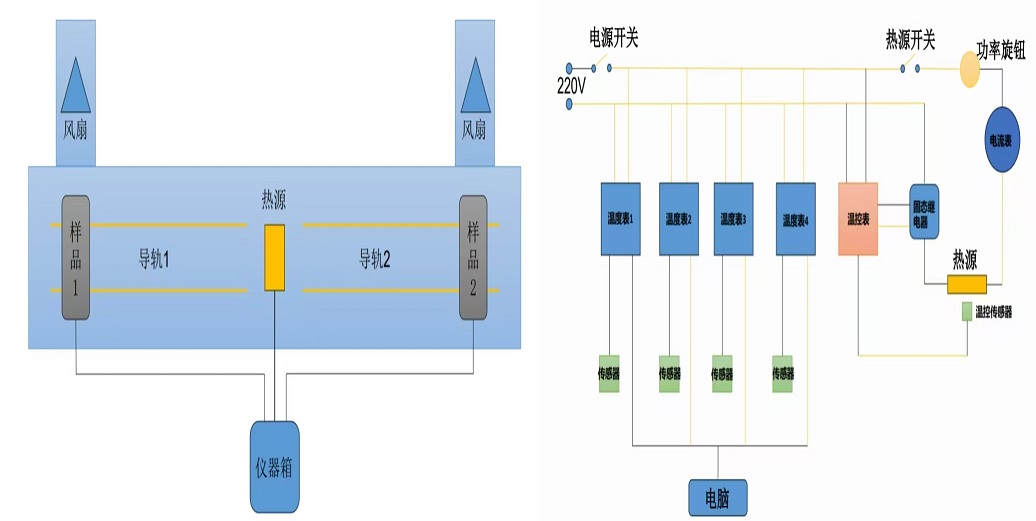 风扇
风扇
热源
样品1
导轨1
导轨2
样品2
仪器箱
电源开关
热源开关
功率旋钮
220V
电流表
温度表1
温度表2
温度表3
温度表4
温控表
固态继电器
热源
温控传感器
传感器
传感器
传感器
传感器
电脑